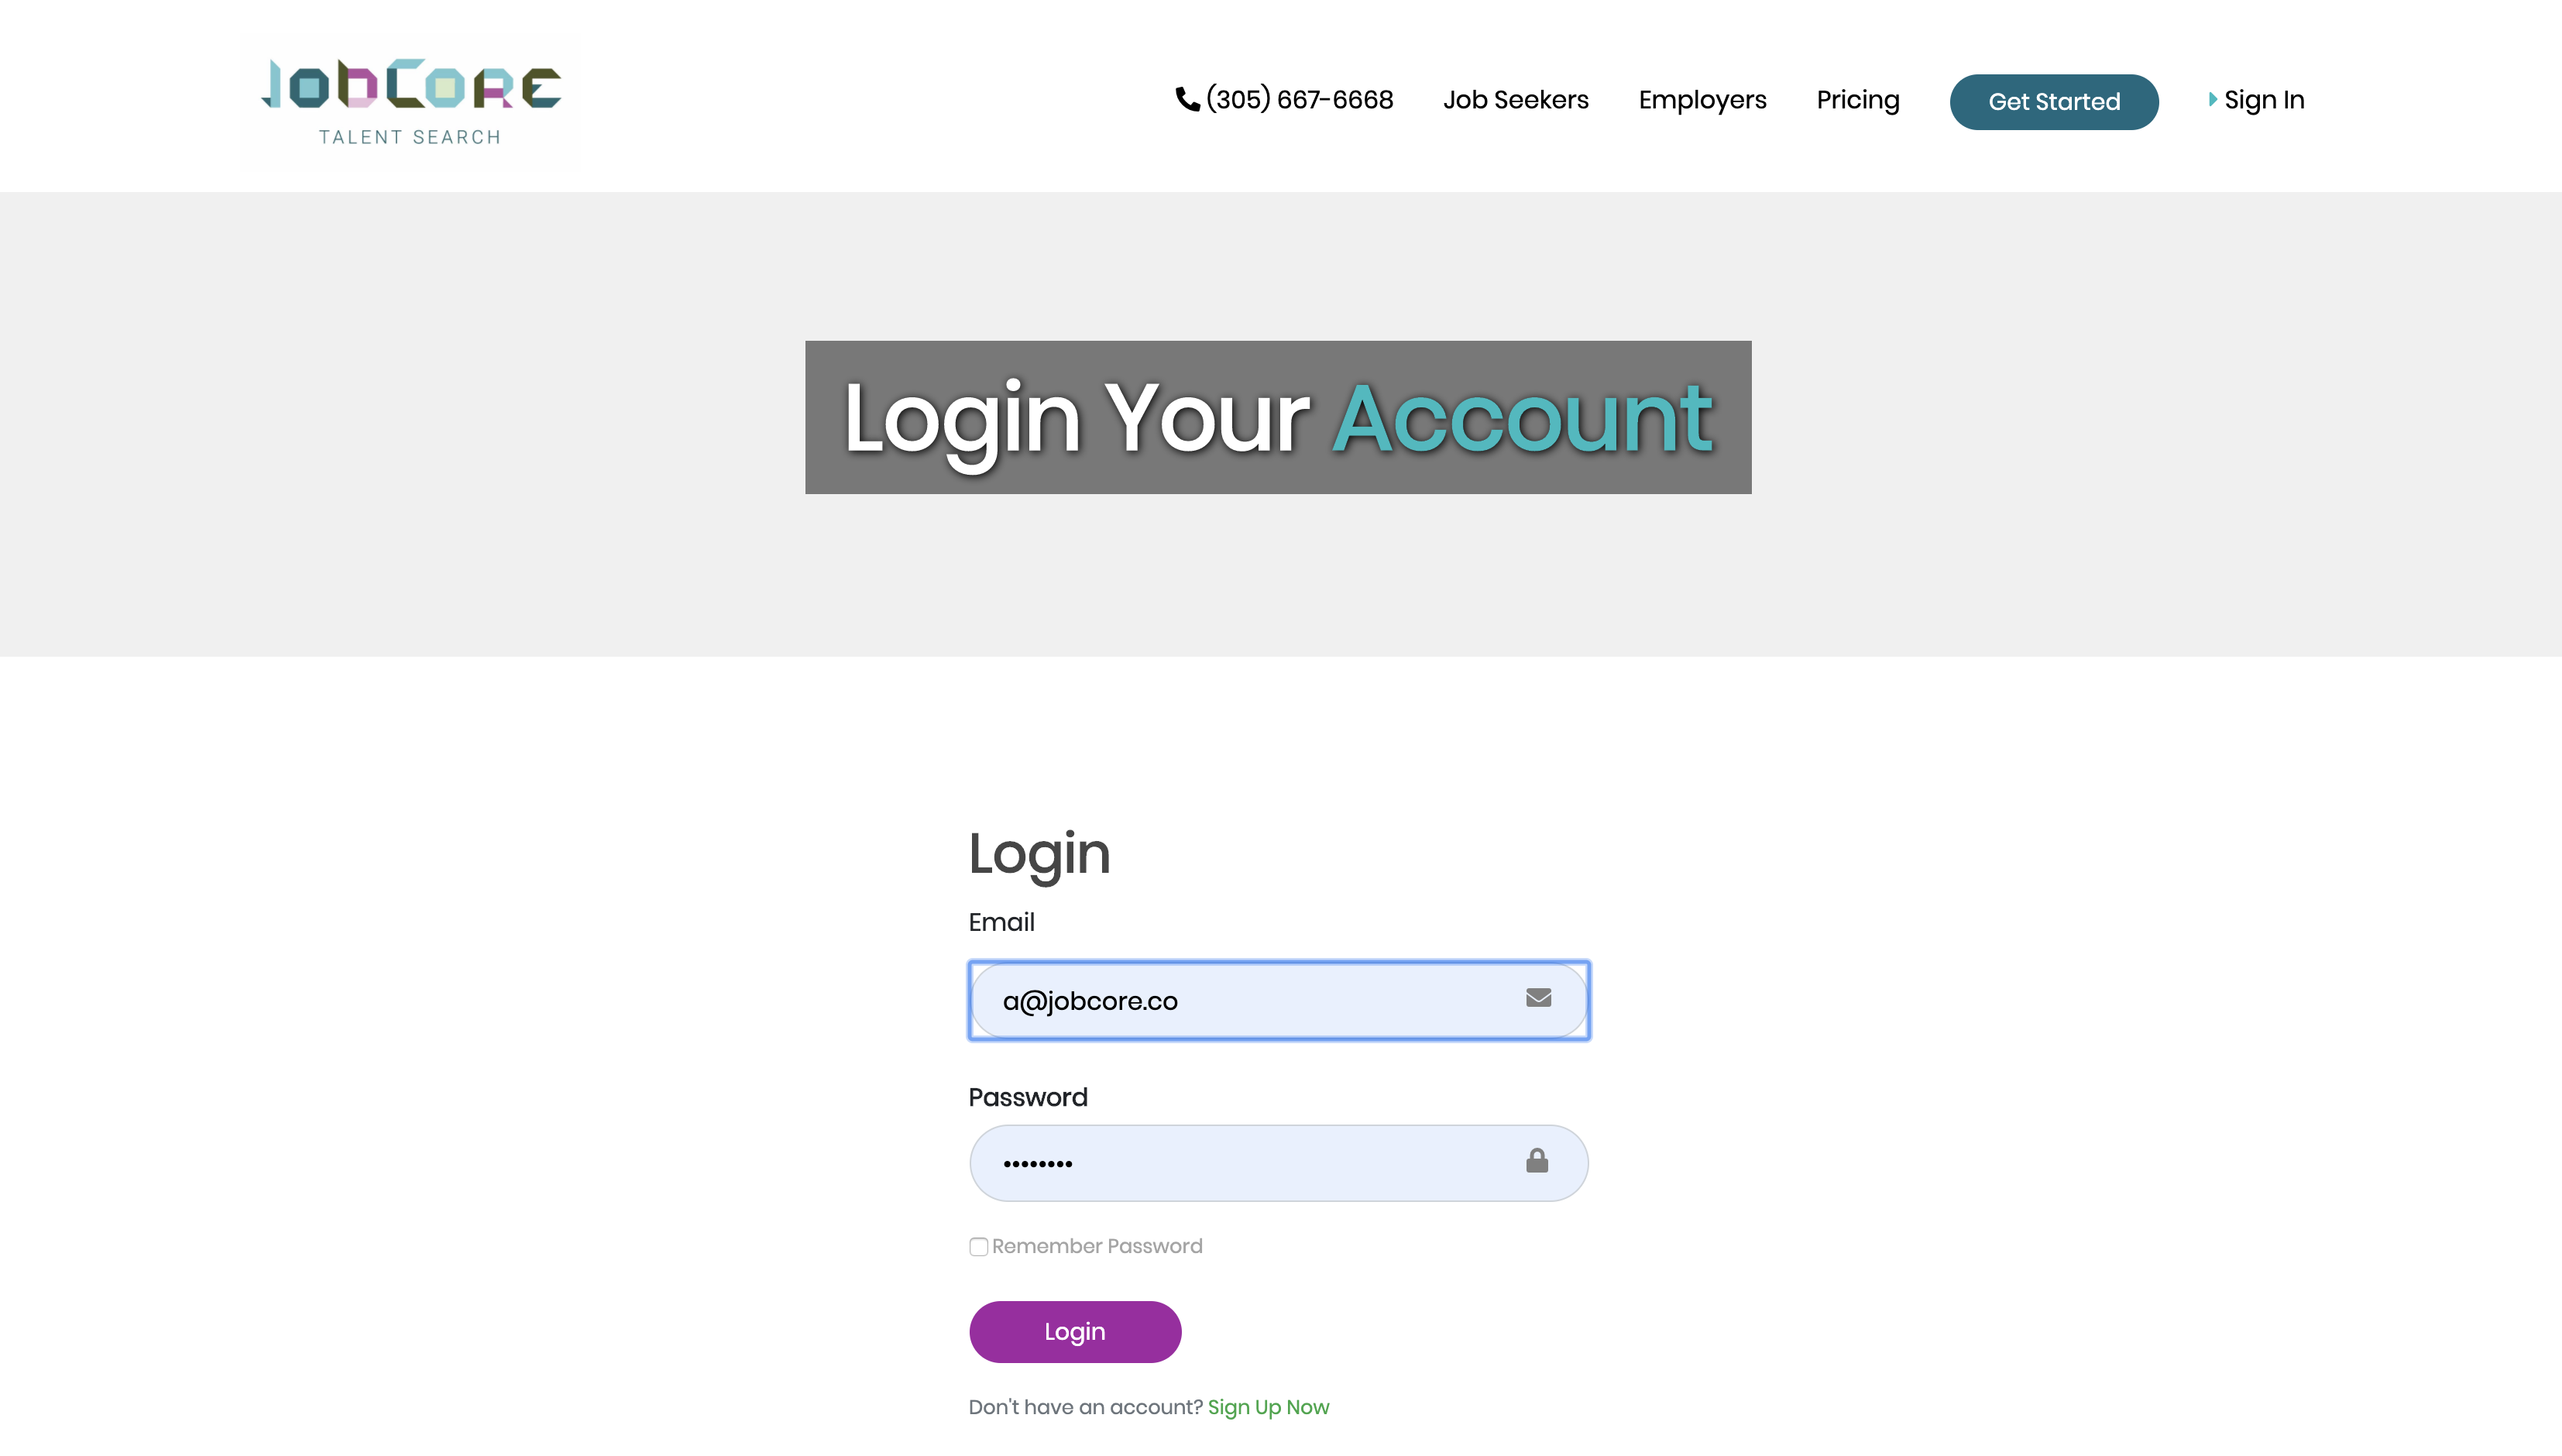 JobCore
TALENT SEARCH
(305) 667-6668 Job Seekers Employers Pricing Get Started Sign In
Login Your Account
Login
Email
a@jobcore.co
Password
••••••••
Remember Password
Login
Don't have an account? Sign Up Now